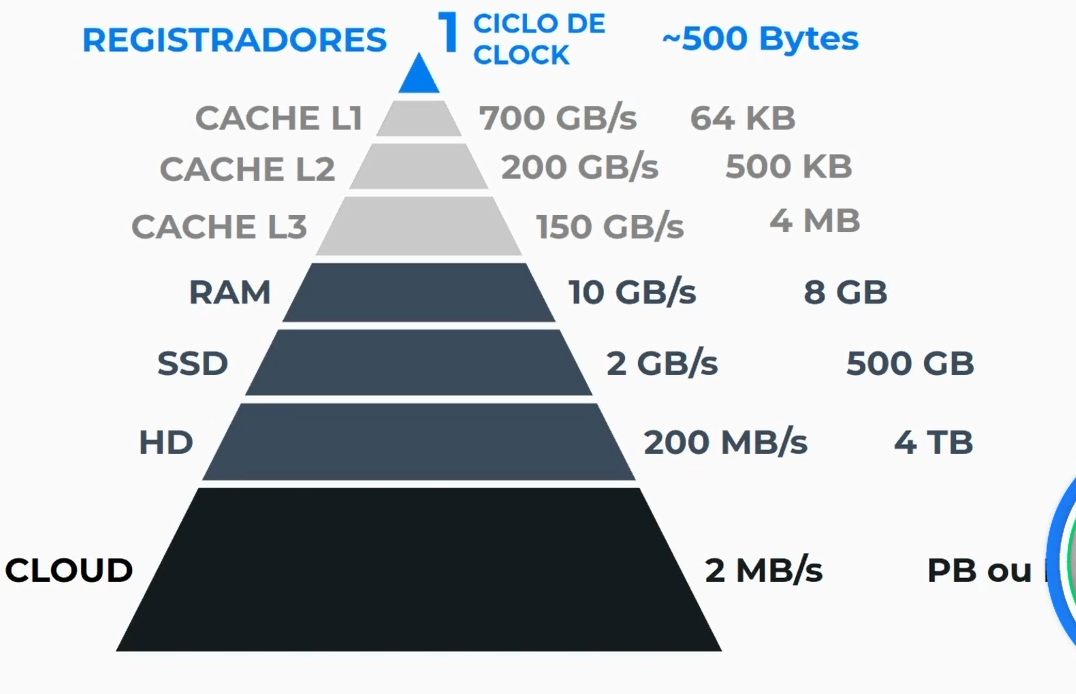 REGISTRADORES 1 CICLO DE CLOCK ~500 Bytes
CACHE L1 700 GB/s 64 KB
CACHE L2 200 GB/s 500 KB
CACHE L3 150 GB/s 4 MB
RAM 10 GB/s 8 GB
SSD 2 GB/s 500 GB
HD 200 MB/s 4 TB
CLOUD 2 MB/s PB ou